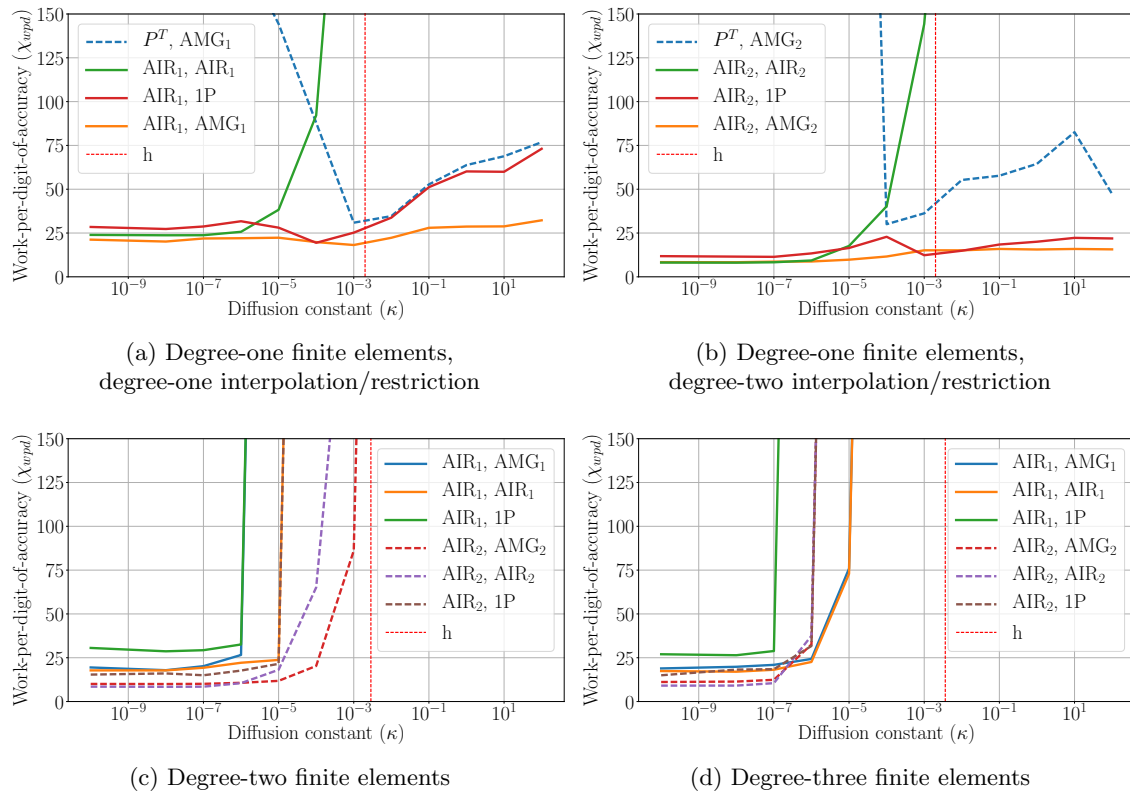 150
125
100
75
50
25
0
Work-per-digit-of-accuracy (χwpd)
P^T, AMG₁
AIR₁, AIR₁
AIR₁, 1P
AIR₁, AMG₁
h
10⁻⁹ 10⁻⁷ 10⁻⁵ 10⁻³ 10⁻¹ 10¹
Diffusion constant (κ)
(a) Degree-one finite elements,
degree-one interpolation/restriction
150
125
100
75
50
25
0
Work-per-digit-of-accuracy (χwpd)
P^T, AMG₂
AIR₂, AIR₂
AIR₂, 1P
AIR₂, AMG₂
h
10⁻⁹ 10⁻⁷ 10⁻⁵ 10⁻³ 10⁻¹ 10¹
Diffusion constant (κ)
(b) Degree-one finite elements,
degree-two interpolation/restriction
150
125
100
75
50
25
0
Work-per-digit-of-accuracy (χwpd)
AIR₁, AMG₁
AIR₁, AIR₁
AIR₁, 1P
AIR₂, AMG₂
AIR₂, AIR₂
AIR₂, 1P
h
10⁻⁹ 10⁻⁷ 10⁻⁵ 10⁻³ 10⁻¹ 10¹
Diffusion constant (κ)
(c) Degree-two finite elements
150
125
100
75
50
25
0
Work-per-digit-of-accuracy (χwpd)
AIR₁, AMG₁
AIR₁, AIR₁
AIR₁, 1P
AIR₂, AMG₂
AIR₂, AIR₂
AIR₂, 1P
h
10⁻⁹ 10⁻⁷ 10⁻⁵ 10⁻³ 10⁻¹ 10¹
Diffusion constant (κ)
(d) Degree-three finite elements